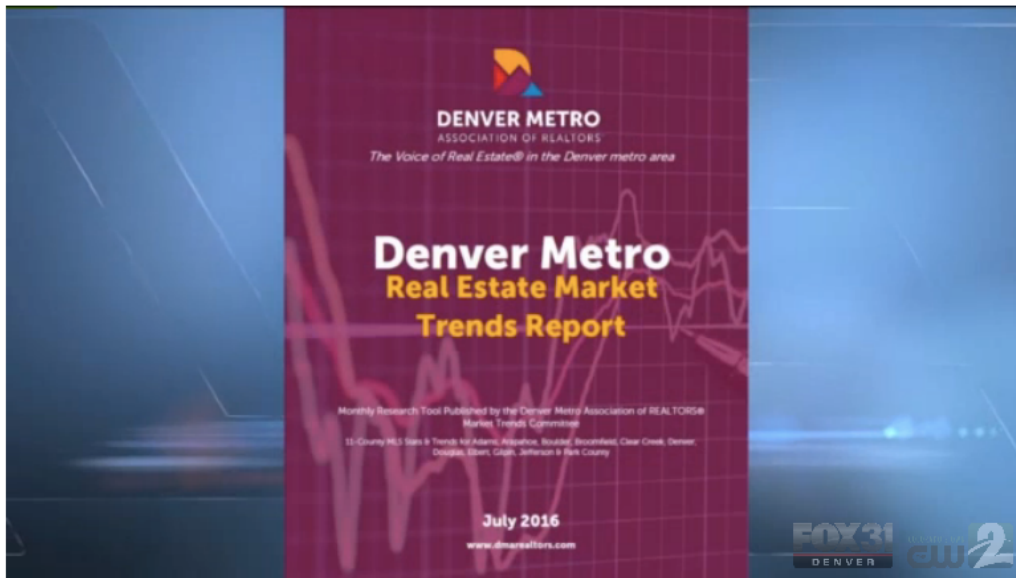 DENVER METRO
ASSOCIATION OF REALTORS®
The Voice of Real Estate® in the Denver metro area
Denver Metro
Real Estate Market
Trends Report
Monthly Research Tool Published by the Denver Metro Association of REALTORS®
Market Trends Committee
11-County MLS Stats & Trends for Adams, Arapahoe, Boulder, Broomfield, Clear Creek, Denver,
Douglas, Elbert, Gilpin, Jefferson & Park County
July 2016
www.dmarealtors.com
FOX31
DENVER
CW2